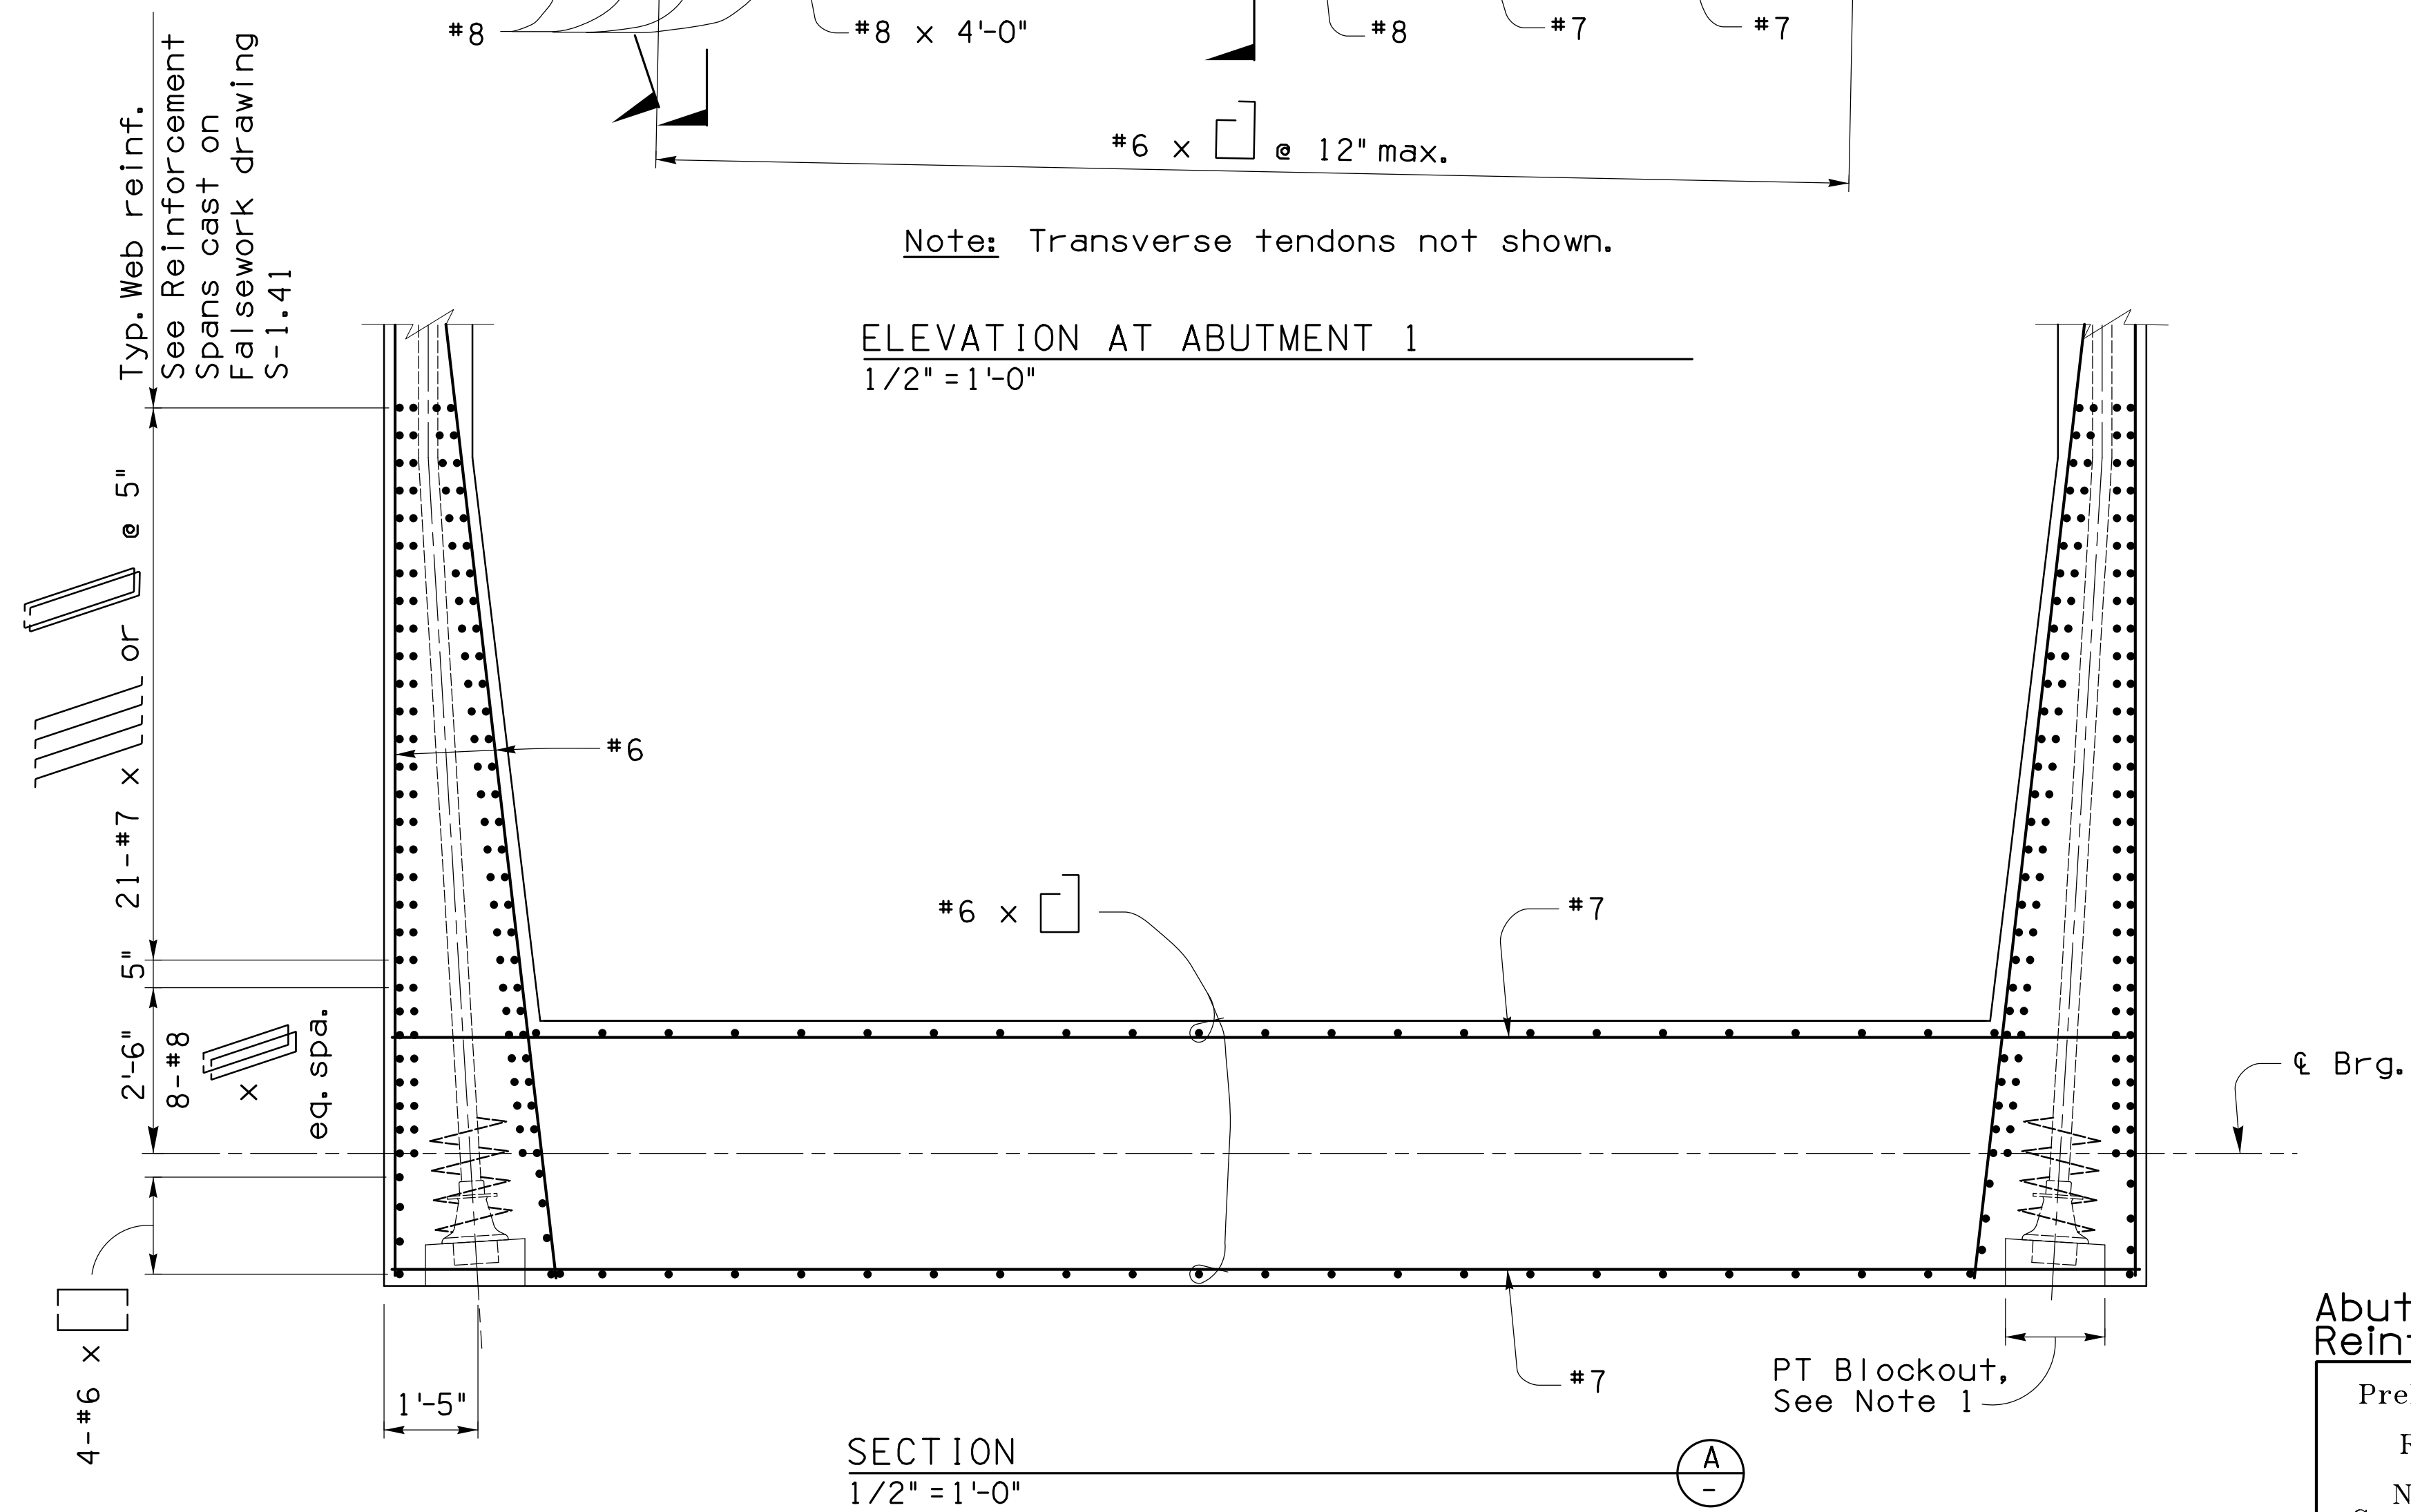 #8
#8 x 4'-0"
#8
#7
#7
#6 x @ 12" max.
Note: Transverse tendons not shown.
ELEVATION AT ABUTMENT 1
1/2" = 1'-0"
Typ. Web reinf.
See Reinforcement
Spans cast on
Falsework drawing
S-1.41
21-#7 x or @ 5"
5"
2'-6"
8-#8
x
eq. spa.
4-#6 x
#6
#6 x
#7
℄ Brg.
#7
1'-5"
PT Blockout,
See Note 1
SECTION
A
-
1/2" = 1'-0"